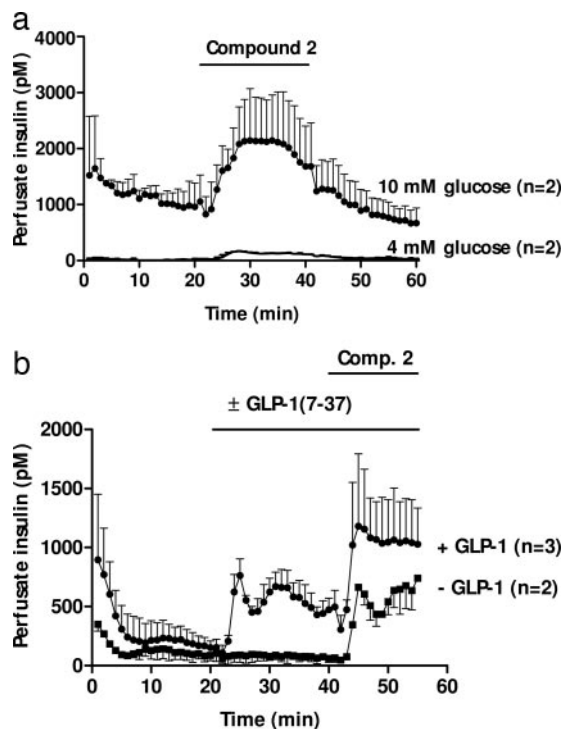 a
Compound 2
Perfusate insulin (pM)
4000
3000
2000
1000
0
10 mM glucose (n=2)
4 mM glucose (n=2)
0 10 20 30 40 50 60
Time (min)
b
Comp. 2
± GLP-1(7-37)
Perfusate insulin (pM)
2000
1500
1000
500
0
+ GLP-1 (n=3)
- GLP-1 (n=2)
0 10 20 30 40 50 60
Time (min)